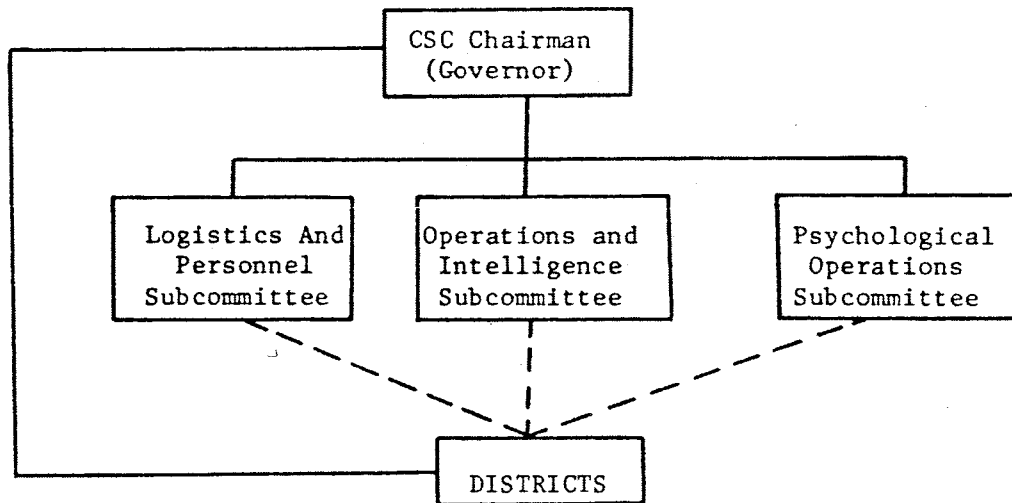 CSC Chairman
(Governor)
Logistics And
Personnel
Subcommittee
Operations and
Intelligence
Subcommittee
Psychological
Operations
Subcommittee
DISTRICTS